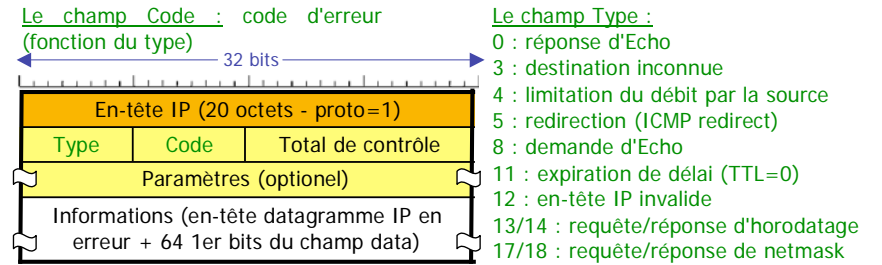 Le champ Code : code d'erreur
(fonction du type)
32 bits
En-tête IP (20 octets - proto=1)
Type Code Total de contrôle
Paramètres (optionel)
Informations (en-tête datagramme IP en
erreur + 64 1er bits du champ data)
Le champ Type :
0 : réponse d'Echo
3 : destination inconnue
4 : limitation du débit par la source
5 : redirection (ICMP redirect)
8 : demande d'Echo
11 : expiration de délai (TTL=0)
12 : en-tête IP invalide
13/14 : requête/réponse d'horodatage
17/18 : requête/réponse de netmask